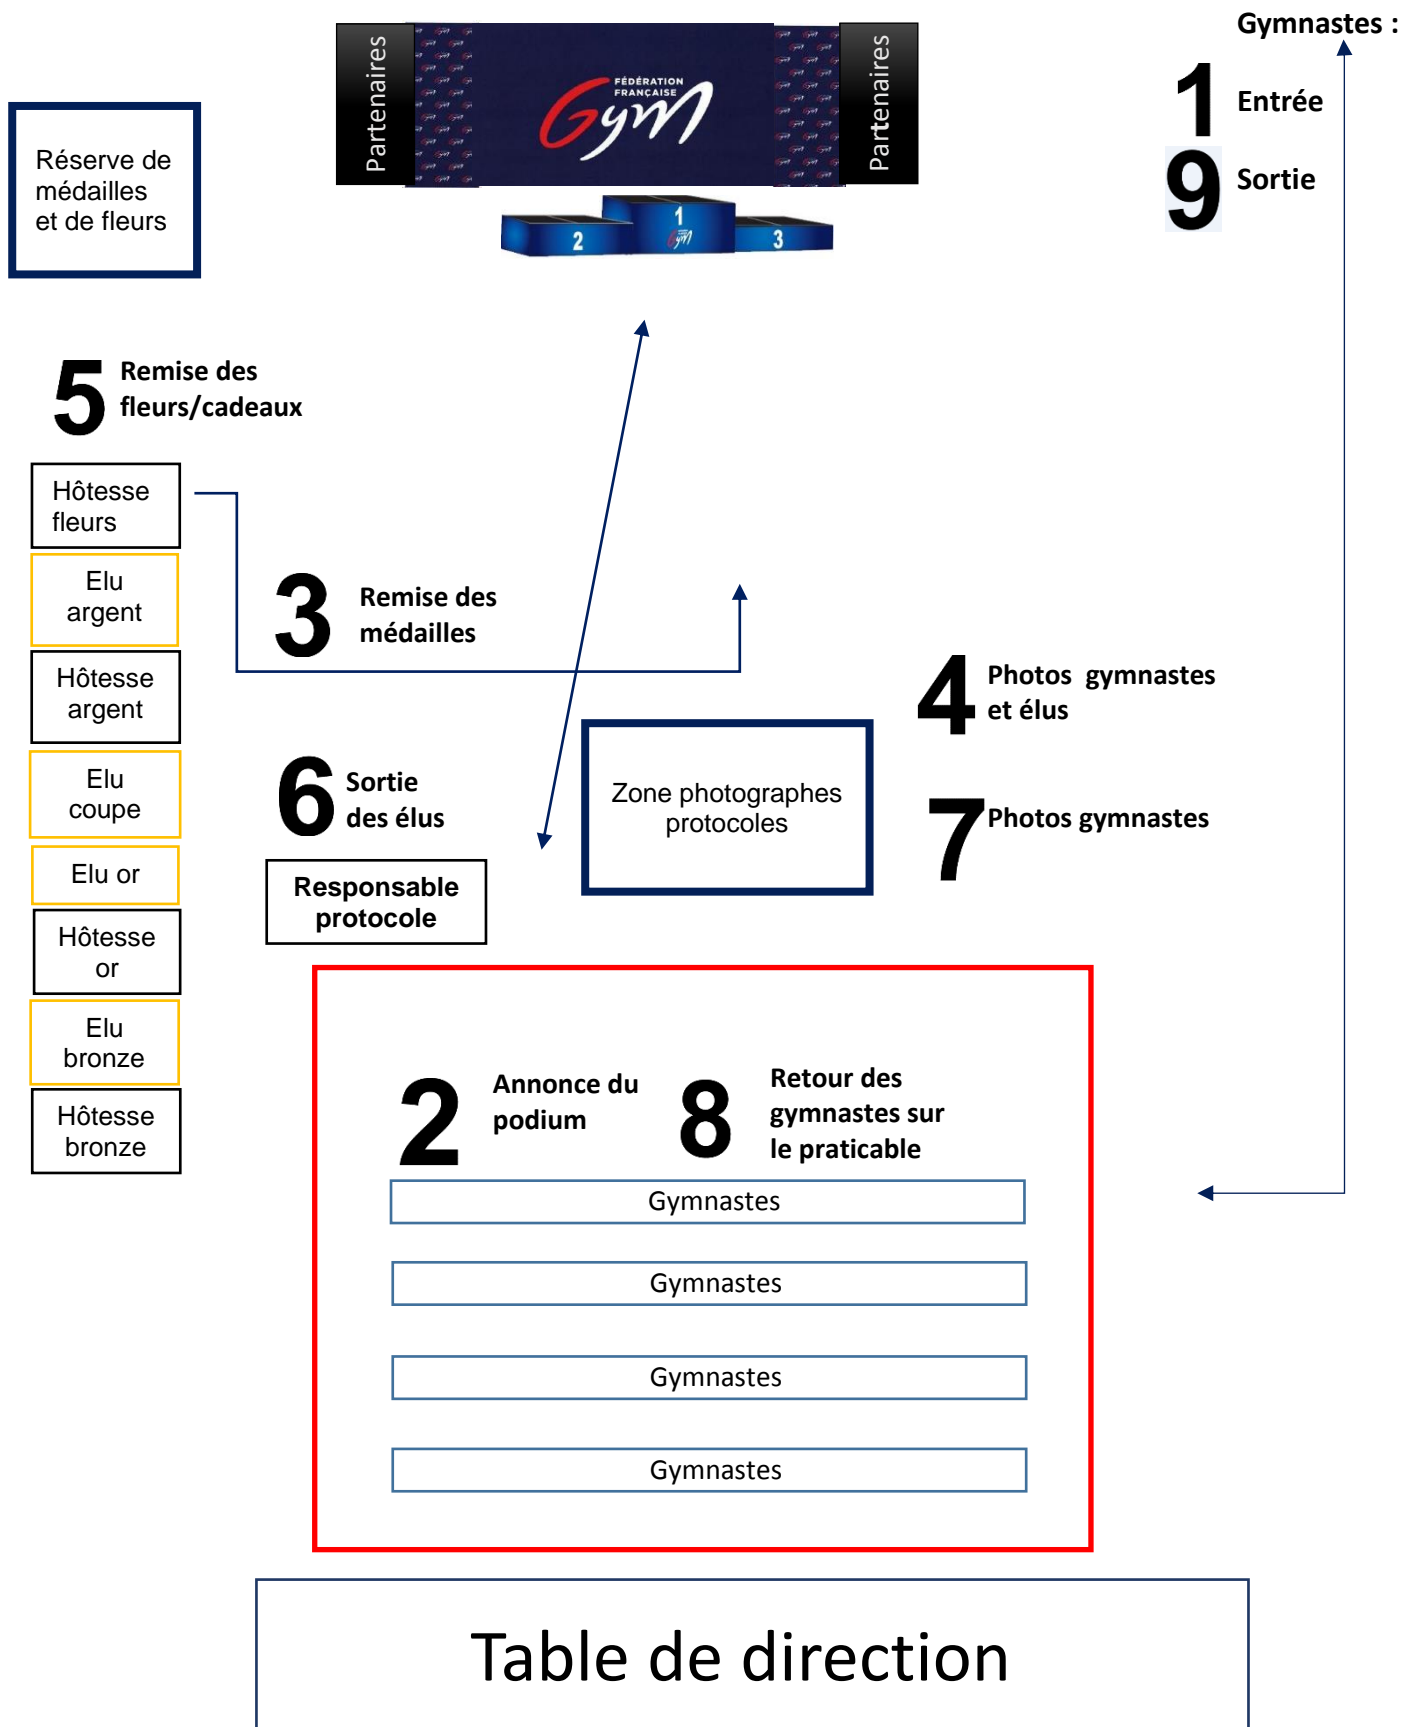 Gymnastes :
Partenaires
FÉDÉRATION
FRANÇAISE
Gym
Partenaires
1
Entrée
9
Sortie
Réserve de
médailles
et de fleurs
1
Gym
2
3
5
Remise des
fleurs/cadeaux
Hôtesse
fleurs
Elu
argent
Hôtesse
argent
Elu
coupe
Elu or
Hôtesse
or
Elu
bronze
Hôtesse
bronze
3
Remise des
médailles
4
Photos gymnastes
et élus
6
Sortie
des élus
Zone photographes
protocoles
7
Photos gymnastes
Responsable
protocole
2
Annonce du
podium
8
Retour des
gymnastes sur
le praticable
Gymnastes
Gymnastes
Gymnastes
Gymnastes
Table de direction